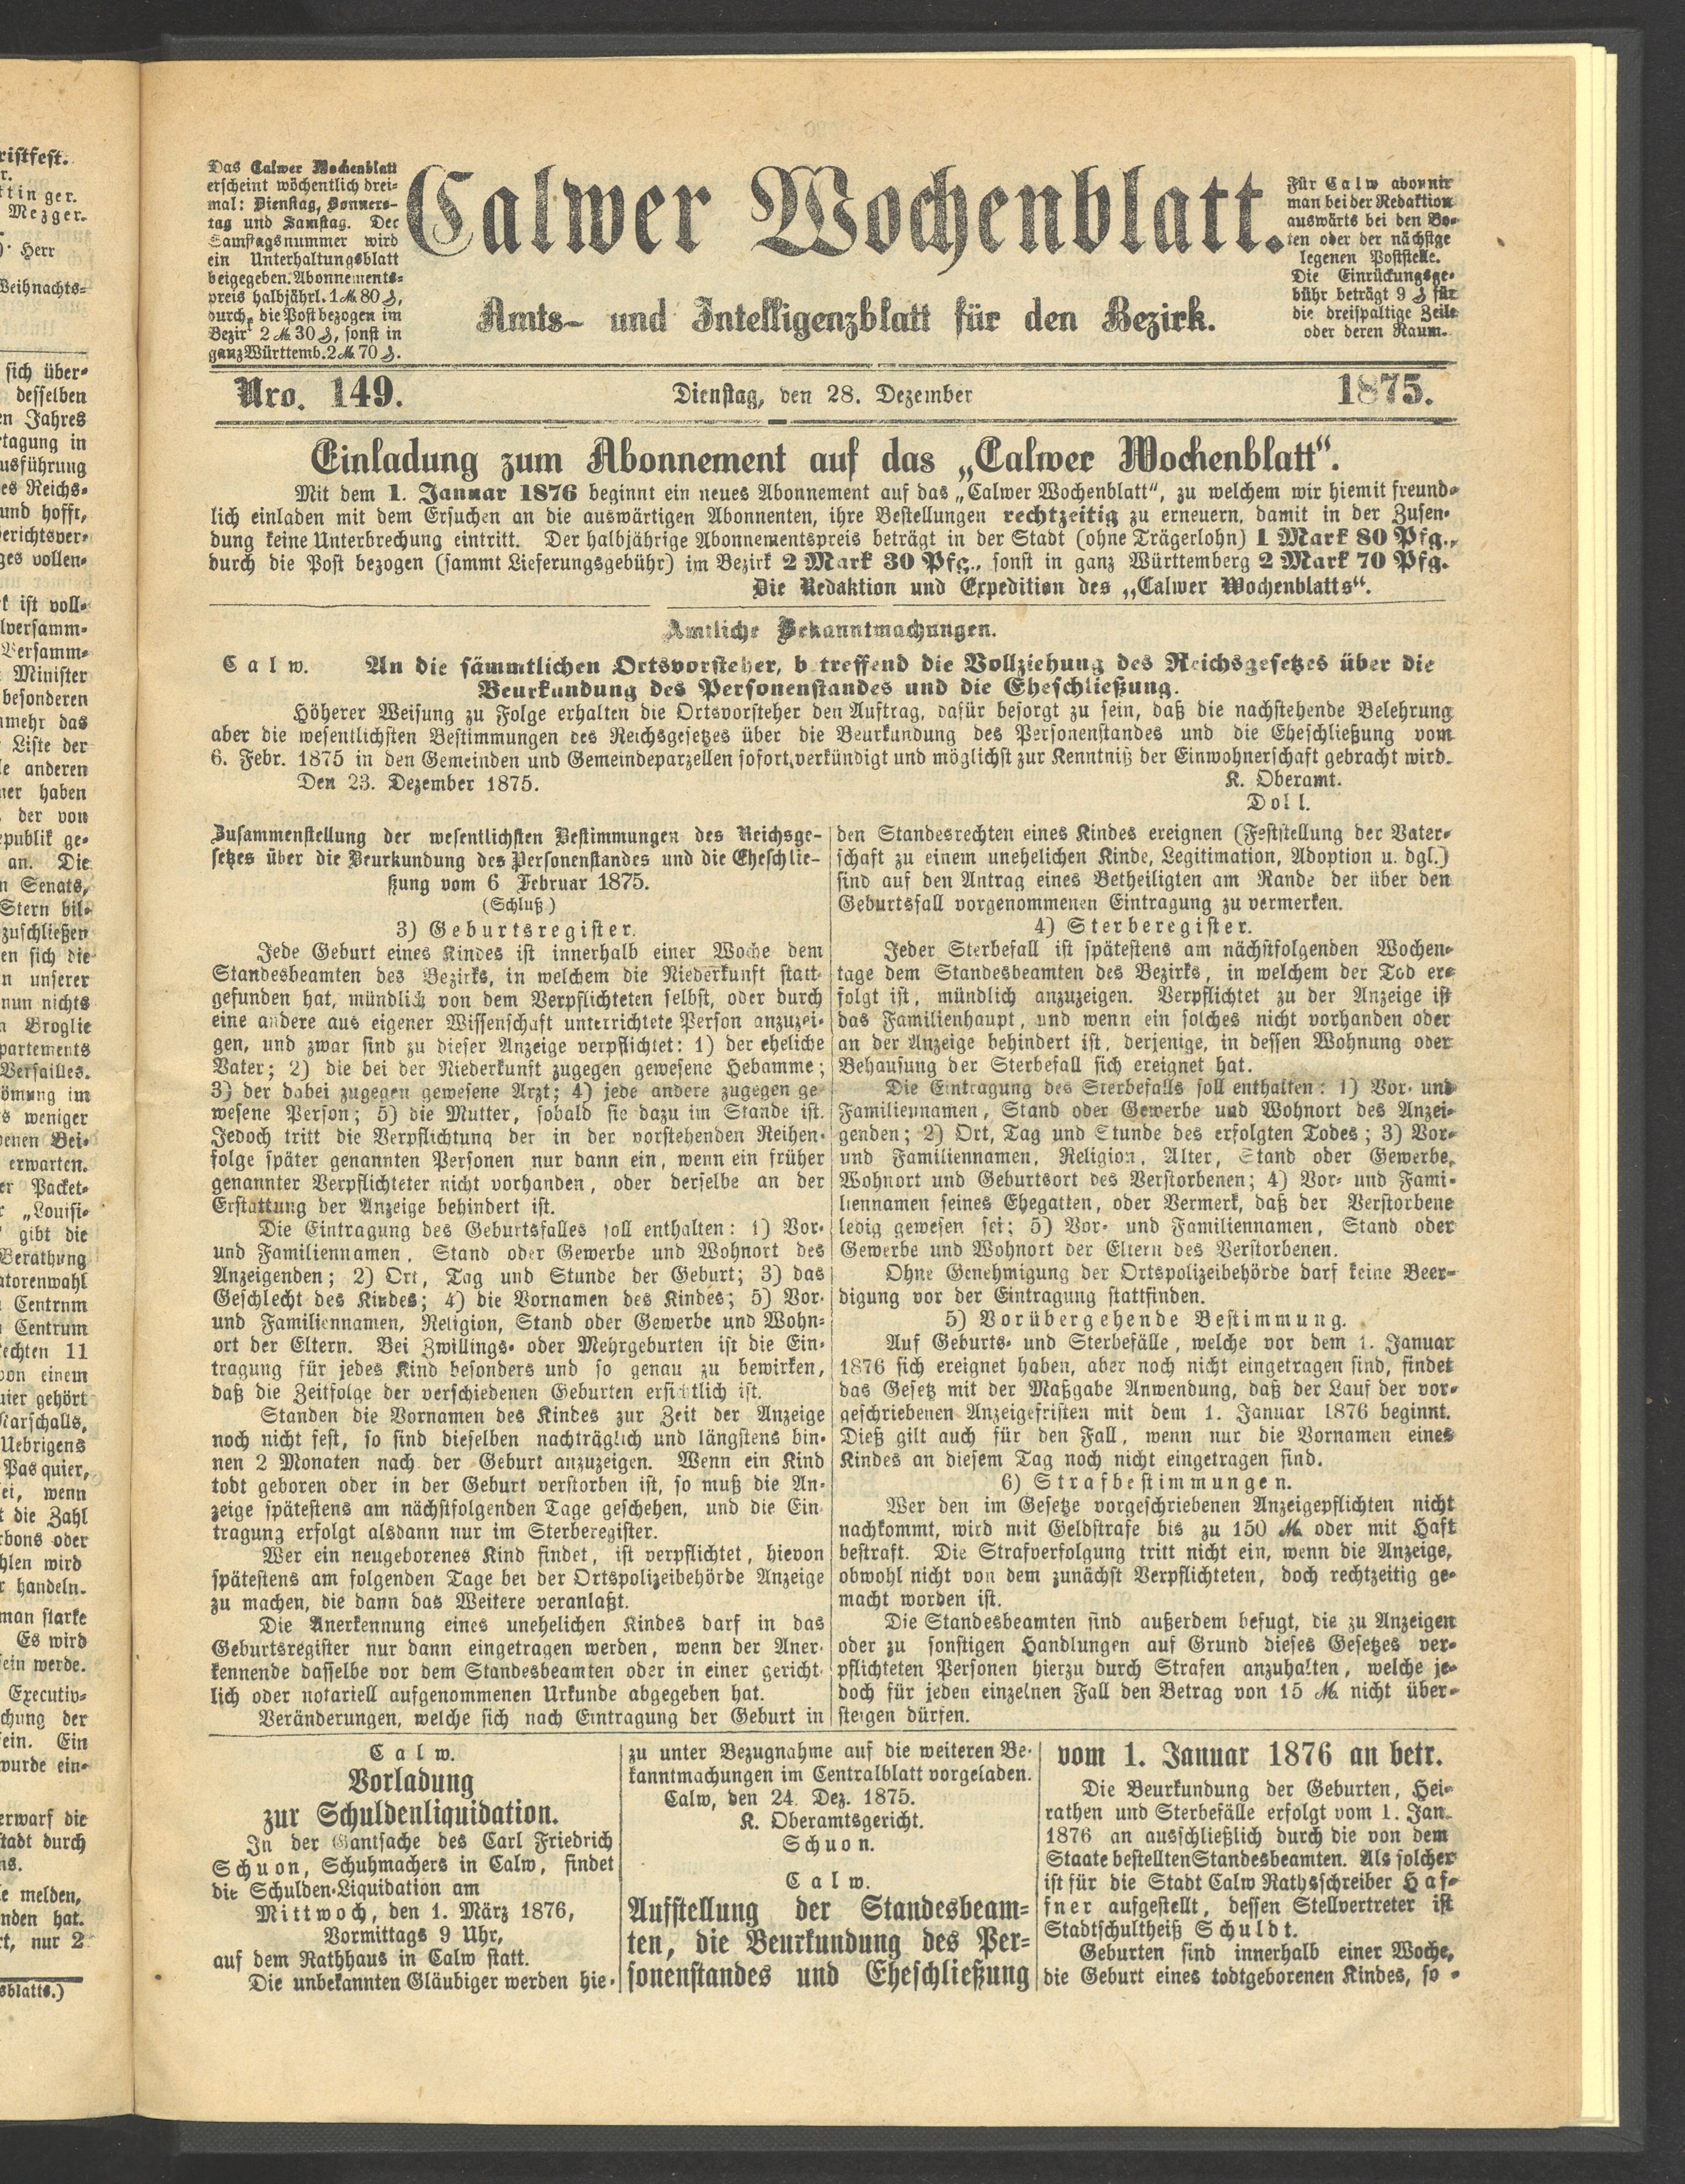 Das Calwer Wochenblatt
erscheint wöchentlich drei-
mal: Dienstag, Donners-
tag und Samstag. Der
Samstagsnummer wird
ein Unterhaltungsblatt
beigegeben. Abonnements-
preis halbjährl. 1 M. 80 ₰,
durch die Post bezogen im
Bezirk 2 M. 30 ₰, sonst in
ganz Württemb. 2 M. 70 ₰.
Calwer Wochenblatt.
Amts- und Intelligenzblatt für den Bezirk.
Für Calw abonnir
man bei der Redaktion
auswärts bei den Bo-
ten oder der nächstge
legenen Poststelle.
Die Einrückungsge-
bühr beträgt 9 ₰ für
die dreispaltige Zeile
oder deren Raum.
Nro. 149.
Dienstag, den 28. Dezember
1875.
Einladung zum Abonnement auf das „Calwer Wochenblatt“.
Mit dem 1. Januar 1876 beginnt ein neues Abonnement auf das „Calwer Wochenblatt“, zu welchem wir hiemit freund-
lich einladen mit dem Ersuchen an die auswärtigen Abonnenten, ihre Bestellungen rechtzeitig zu erneuern, damit in der Zusen-
dung keine Unterbrechung eintritt. Der halbjährige Abonnementspreis beträgt in der Stadt (ohne Trägerlohn) 1 Mark 80 Pfg.,
durch die Post bezogen (sammt Lieferungsgebühr) im Bezirk 2 Mark 30 Pfg., sonst in ganz Württemberg 2 Mark 70 Pfg.
Die Redaktion und Expedition des „Calwer Wochenblatts“.
Amtliche Bekanntmachungen.
Calw. An die sämmtlichen Ortsvorsteher, b treffend die Vollziehung des Reichsgesetzes über die
Beurkundung des Personenstandes und die Eheschließung.
Höherer Weisung zu Folge erhalten die Ortsvorsteher den Auftrag, dafür besorgt zu sein, daß die nachstehende Belehrung
aber die wesentlichsten Bestimmungen des Reichsgesetzes über die Beurkundung des Personenstandes und die Eheschließung vom
6. Febr. 1875 in den Gemeinden und Gemeindeparzellen sofort verkündigt und möglichst zur Kenntniß der Einwohnerschaft gebracht wird.
Den 23. Dezember 1875.
K. Oberamt.
Doll.
Zusammenstellung der wesentlichsten Bestimmungen des Reichsge-
setzes über die Beurkundung des Personenstandes und die Eheschlie-
ßung vom 6 Februar 1875.
(Schluß)
3) Geburtsregister.
Jede Geburt eines Kindes ist innerhalb einer Woche dem
Standesbeamten des Bezirks, in welchem die Niederkunft statt-
gefunden hat, mündlich von dem Verpflichteten selbst, oder durch
eine andere aus eigener Wissenschaft unterrichtete Person anzuzei-
gen, und zwar sind zu dieser Anzeige verpflichtet: 1) der eheliche
Vater; 2) die bei der Niederkunft zugegen gewesene Hebamme;
3) der dabei zugegen gewesene Arzt; 4) jede andere zugegen ge
wesene Person; 5) die Mutter, sobald sie dazu im Stande ist.
Jedoch tritt die Verpflichtung der in der vorstehenden Reihen-
folge später genannten Personen nur dann ein, wenn ein früher
genannter Verpflichteter nicht vorhanden, oder derselbe an der
Erstattung der Anzeige behindert ist.
Die Eintragung des Geburtsfalles soll enthalten: 1) Vor-
und Familiennamen, Stand oder Gewerbe und Wohnort des
Anzeigenden; 2) Ort, Tag und Stunde der Geburt; 3) das
Geschlecht des Kindes; 4) die Vornamen des Kindes; 5) Vor-
und Familiennamen, Religion, Stand oder Gewerbe und Wohn-
ort der Eltern. Bei Zwillings- oder Mehrgeburten ist die Ein-
tragung für jedes Kind besonders und so genau zu bewirken,
daß die Zeitfolge der verschiedenen Geburten ersichtlich ist.
Standen die Vornamen des Kindes zur Zeit der Anzeige
noch nicht fest, so sind dieselben nachträglich und längstens bin-
nen 2 Monaten nach der Geburt anzuzeigen. Wenn ein Kind
todt geboren oder in der Geburt verstorben ist, so muß die An-
zeige spätestens am nächstfolgenden Tage geschehen, und die Ein-
tragung erfolgt alsdann nur im Sterberegister.
Wer ein neugeborenes Kind findet, ist verpflichtet, hievon
spätestens am folgenden Tage bei der Ortspolizeibehörde Anzeige
zu machen, die dann das Weitere veranlaßt.
Die Anerkennung eines unehelichen Kindes darf in das
Geburtsregister nur dann eingetragen werden, wenn der Aner-
kennende dasselbe vor dem Standesbeamten oder in einer gericht-
lich oder notariell aufgenommenen Urkunde abgegeben hat.
Veränderungen, welche sich nach Eintragung der Geburt in
den Standesrechten eines Kindes ereignen (Feststellung der Vater-
schaft zu einem unehelichen Kinde, Legitimation, Adoption u. dgl.)
sind auf den Antrag eines Betheiligten am Rande der über den
Geburtsfall vorgenommenen Eintragung zu vermerken.
4) Sterberegister.
Jeder Sterbefall ist spätestens am nächstfolgenden Wochen-
tage dem Standesbeamten des Bezirks, in welchem der Tod er-
folgt ist, mündlich anzuzeigen. Verpflichtet zu der Anzeige ist
das Familienhaupt, und wenn ein solches nicht vorhanden oder
an der Anzeige behindert ist, derjenige, in dessen Wohnung oder
Behausung der Sterbefall sich ereignet hat.
Die Eintragung des Sterbefalls soll enthalten: 1) Vor- und
Familiennamen, Stand oder Gewerbe und Wohnort des Anzei-
genden; 2) Ort, Tag und Stunde des erfolgten Todes; 3) Vor-
und Familiennamen, Religion, Alter, Stand oder Gewerbe,
Wohnort und Geburtsort des Verstorbenen; 4) Vor- und Fami-
liennamen seines Ehegatten, oder Vermerk, daß der Verstorbene
ledig gewesen sei; 5) Vor- und Familiennamen, Stand oder
Gewerbe und Wohnort der Eltern des Verstorbenen.
Ohne Genehmigung der Ortspolizeibehörde darf keine Beer-
digung vor der Eintragung stattfinden.
5) Vorübergehende Bestimmung.
Auf Geburts- und Sterbefälle, welche vor dem 1. Januar
1876 sich ereignet haben, aber noch nicht eingetragen sind, findet
das Gesetz mit der Maßgabe Anwendung, daß der Lauf der vor-
geschriebenen Anzeigefristen mit dem 1. Januar 1876 beginnt.
Dieß gilt auch für den Fall, wenn nur die Vornamen eines
Kindes an diesem Tag noch nicht eingetragen sind.
6) Strafbestimmungen.
Wer den im Gesetze vorgeschriebenen Anzeigepflichten nicht
nachkommt, wird mit Geldstrafe bis zu 150 M. oder mit Haft
bestraft. Die Strafverfolgung tritt nicht ein, wenn die Anzeige,
obwohl nicht von dem zunächst Verpflichteten, doch rechtzeitig ge-
macht worden ist.
Die Standesbeamten sind außerdem befugt, die zu Anzeigen
oder zu sonstigen Handlungen auf Grund dieses Gesetzes ver-
pflichteten Personen hierzu durch Strafen anzuhalten, welche je-
doch für jeden einzelnen Fall den Betrag von 15 M. nicht über-
steigen dürfen.
Calw.
Vorladung
zur Schuldenliquidation.
In der Gantsache des Carl Friedrich
Schuon, Schuhmachers in Calw, findet
die Schulden-Liquidation am
Mittwoch, den 1. März 1876,
Vormittags 9 Uhr,
auf dem Rathhaus in Calw statt.
Die unbekannten Gläubiger werden hie-
zu unter Bezugnahme auf die weiteren Be-
kanntmachungen im Centralblatt vorgeladen.
Calw, den 24. Dez. 1875.
K. Oberamtsgericht.
Schuon.
Calw.
Aufstellung der Standesbeam-
ten, die Beurkundung des Per-
sonenstandes und Eheschließung
vom 1. Januar 1876 an betr.
Die Beurkundung der Geburten, Hei-
rathen und Sterbefälle erfolgt vom 1. Jan.
1876 an ausschließlich durch die von dem
Staate bestellten Standesbeamten. Als solcher
ist für die Stadt Calw Rathsschreiber Haf-
fner aufgestellt, dessen Stellvertreter ist
Stadtschultheiß Schuldt.
Geburten sind innerhalb einer Woche,
die Geburt eines todtgeborenen Kindes, so